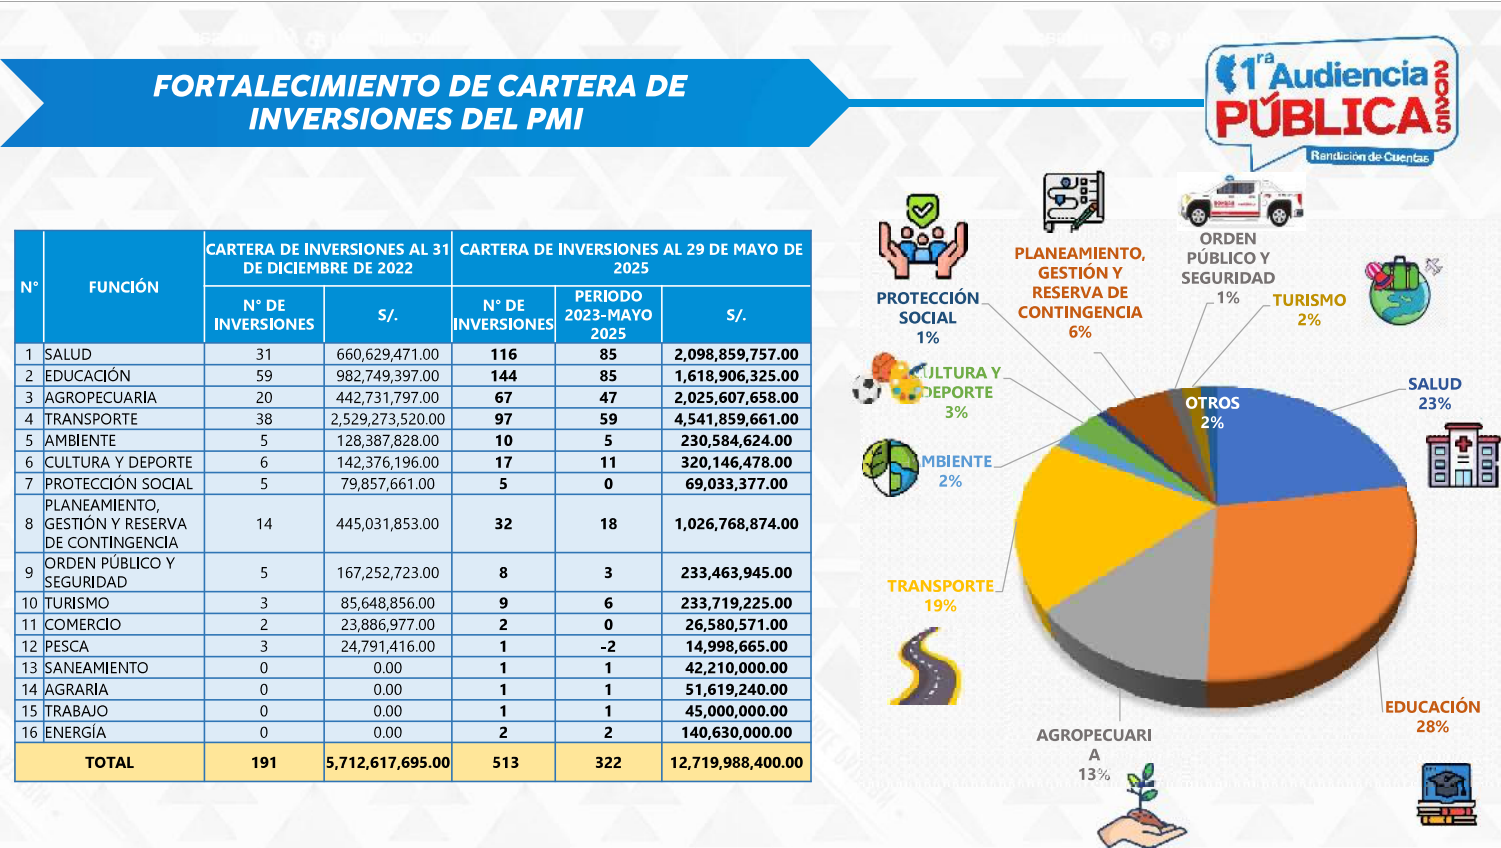 FORTALECIMIENTO DE CARTERA DE
INVERSIONES DEL PMI
1ra Audiencia
PÚBLICA
2025
Rendición de Cuentas
N°
FUNCIÓN
CARTERA DE INVERSIONES AL 31
DE DICIEMBRE DE 2022
CARTERA DE INVERSIONES AL 29 DE MAYO DE
2025
N° DE
INVERSIONES
S/.
N° DE
INVERSIONES
PERIODO
2023-MAYO
2025
S/.
1 SALUD 31 660,629,471.00 116 85 2,098,859,757.00
2 EDUCACIÓN 59 982,749,397.00 144 85 1,618,906,325.00
3 AGROPECUARIA 20 442,731,797.00 67 47 2,025,607,658.00
4 TRANSPORTE 38 2,529,273,520.00 97 59 4,541,859,661.00
5 AMBIENTE 5 128,387,828.00 10 5 230,584,624.00
6 CULTURA Y DEPORTE 6 142,376,196.00 17 11 320,146,478.00
7 PROTECCIÓN SOCIAL 5 79,857,661.00 5 0 69,033,377.00
PLANEAMIENTO,
8 GESTIÓN Y RESERVA 14 445,031,853.00 32 18 1,026,768,874.00
DE CONTINGENCIA
9 ORDEN PÚBLICO Y 5 167,252,723.00 8 3 233,463,945.00
SEGURIDAD
10 TURISMO 3 85,648,856.00 9 6 233,719,225.00
11 COMERCIO 2 23,886,977.00 2 0 26,580,571.00
12 PESCA 3 24,791,416.00 1 -2 14,998,665.00
13 SANEAMIENTO 0 0.00 1 1 42,210,000.00
14 AGRARIA 0 0.00 1 1 51,619,240.00
15 TRABAJO 0 0.00 1 1 45,000,000.00
16 ENERGÍA 0 0.00 2 2 140,630,000.00
TOTAL 191 5,712,617,695.00 513 322 12,719,988,400.00
PROTECCIÓN
SOCIAL
1%
PLANEAMIENTO,
GESTIÓN Y
RESERVA DE
CONTINGENCIA
6%
ORDEN
PÚBLICO Y
SEGURIDAD
1%
TURISMO
2%
OTROS
2%
SALUD
23%
ULTURA Y
DEPORTE
3%
MBIENTE
2%
TRANSPORTE
19%
AGROPECUARI
A
13%
EDUCACIÓN
28%